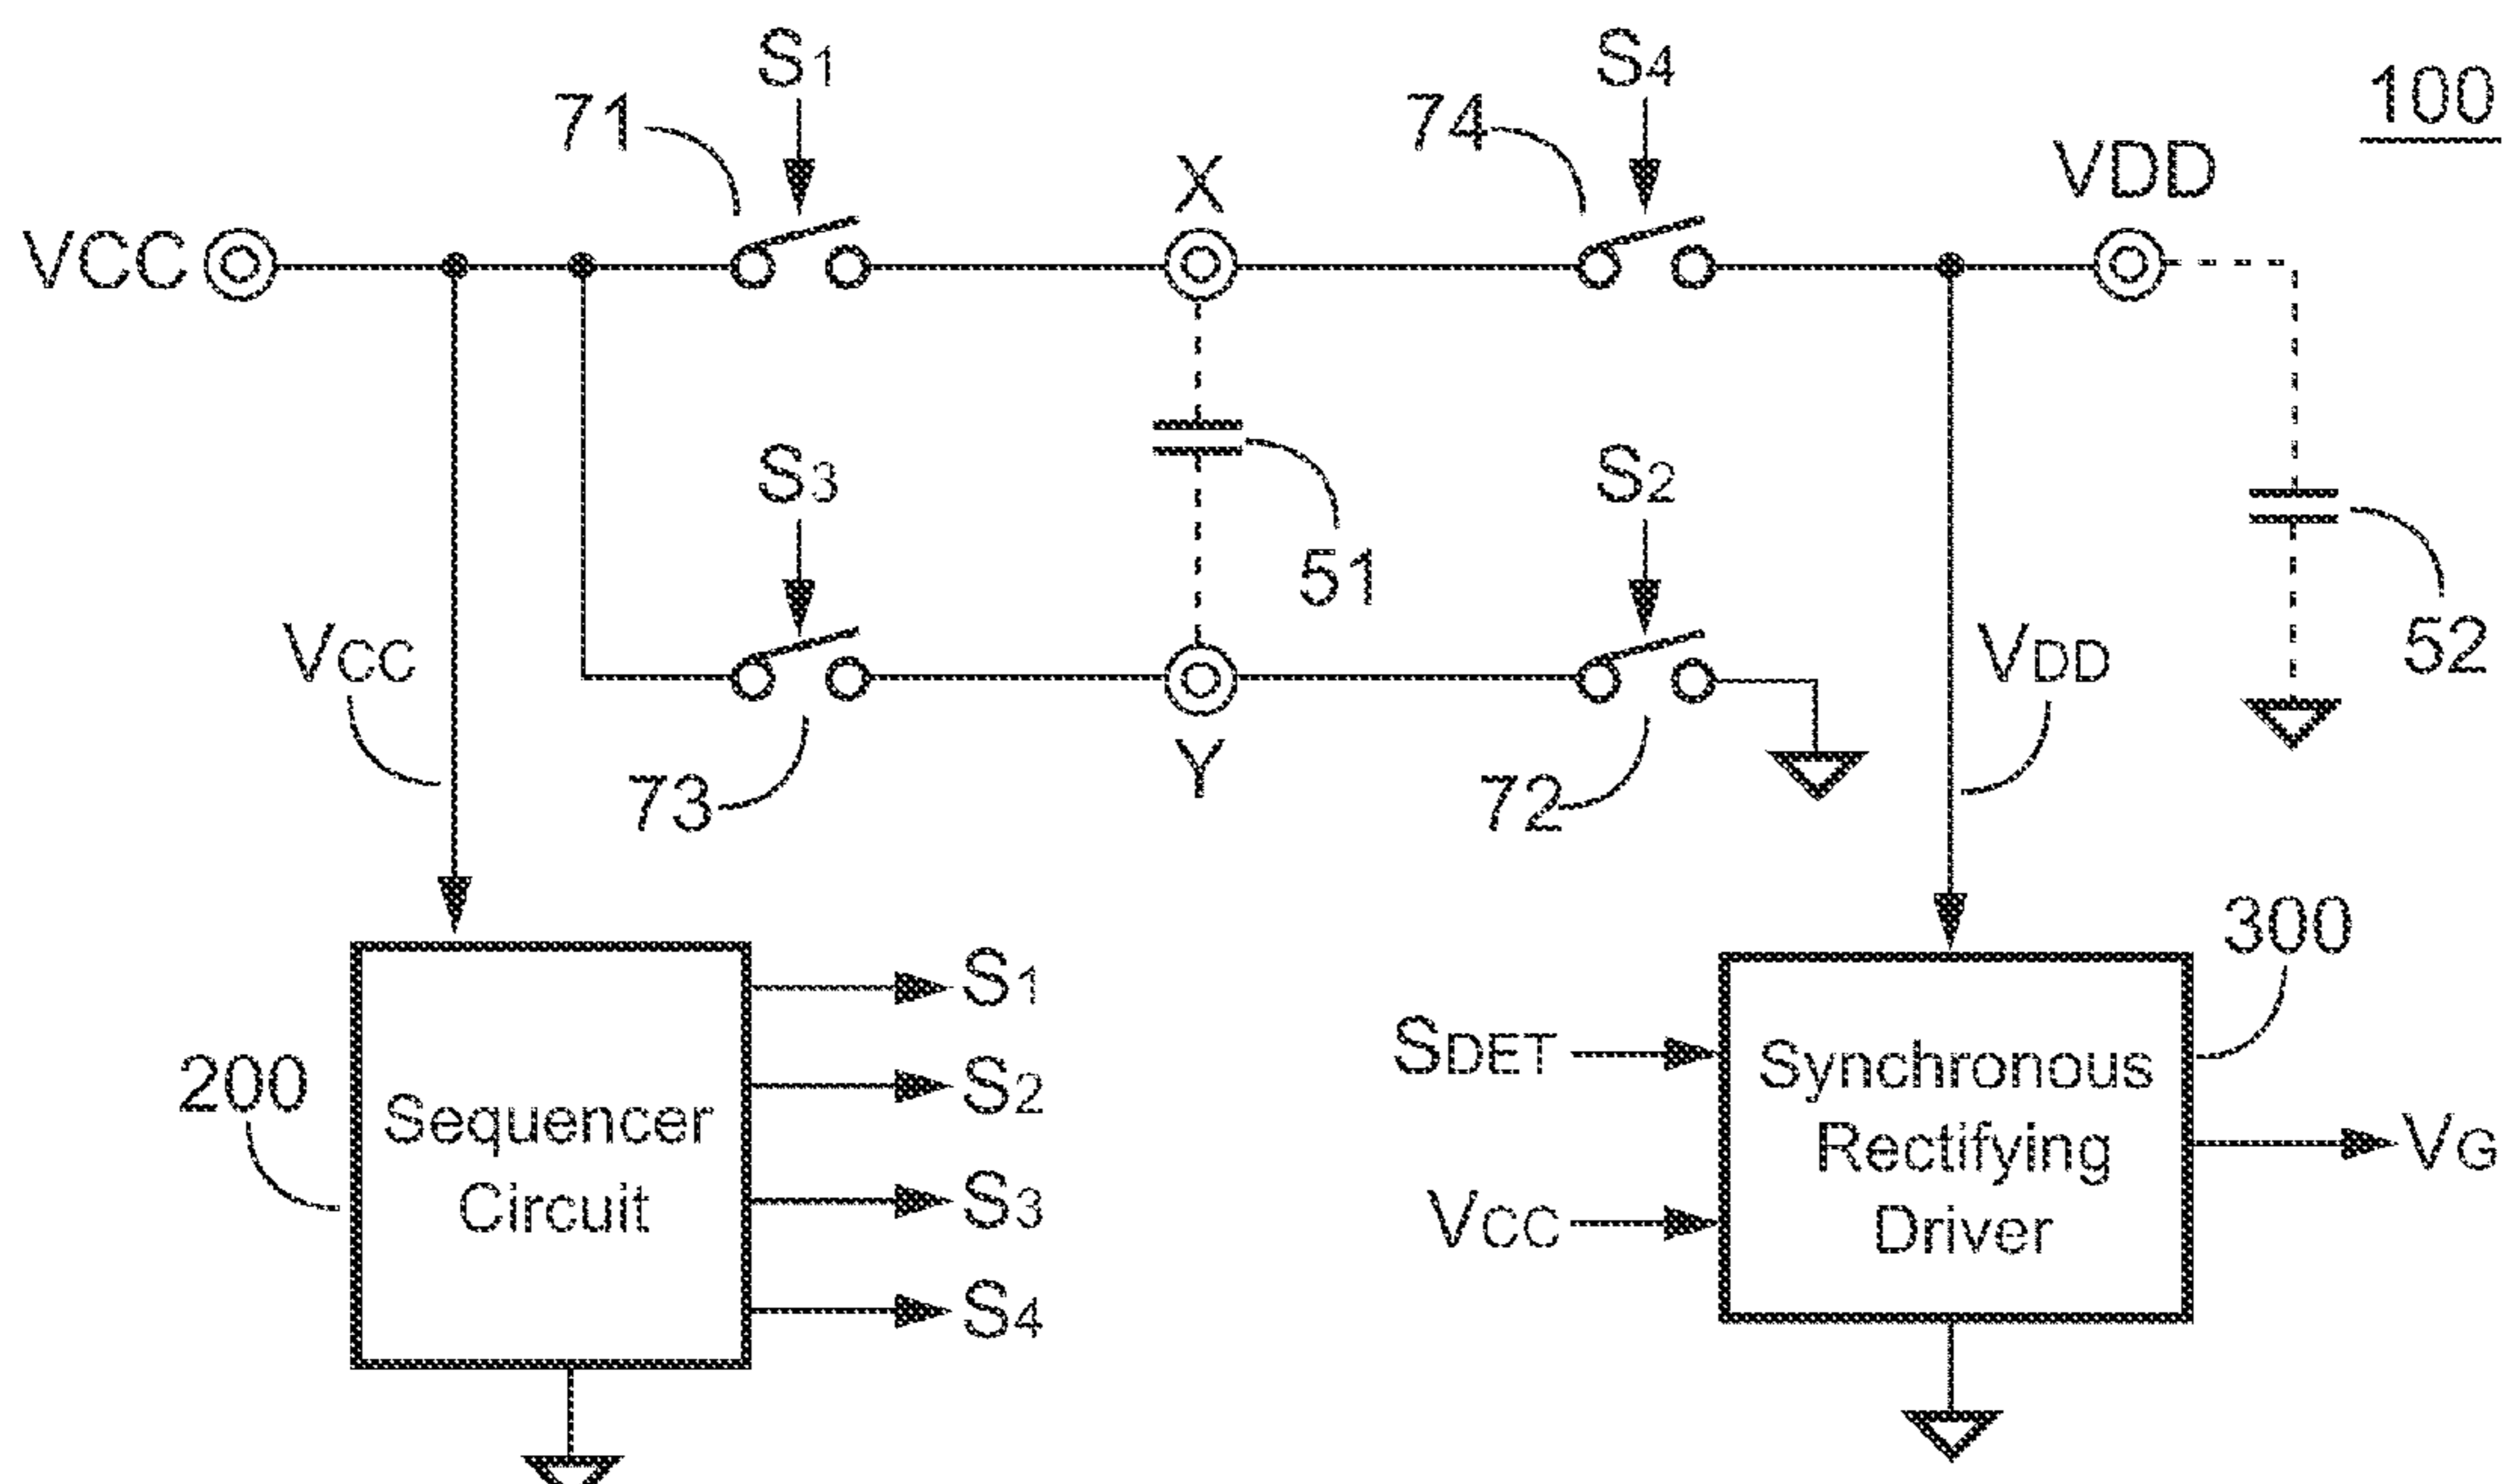 S1
S4
100
71
74
VDD
X
VCC
S3
S2
51
52
VCC
VDD
73
Y
72
300
S1
SDET
Synchronous
Rectifying
Driver
200
S2
Sequencer
Circuit
VG
S3
VCC
S4